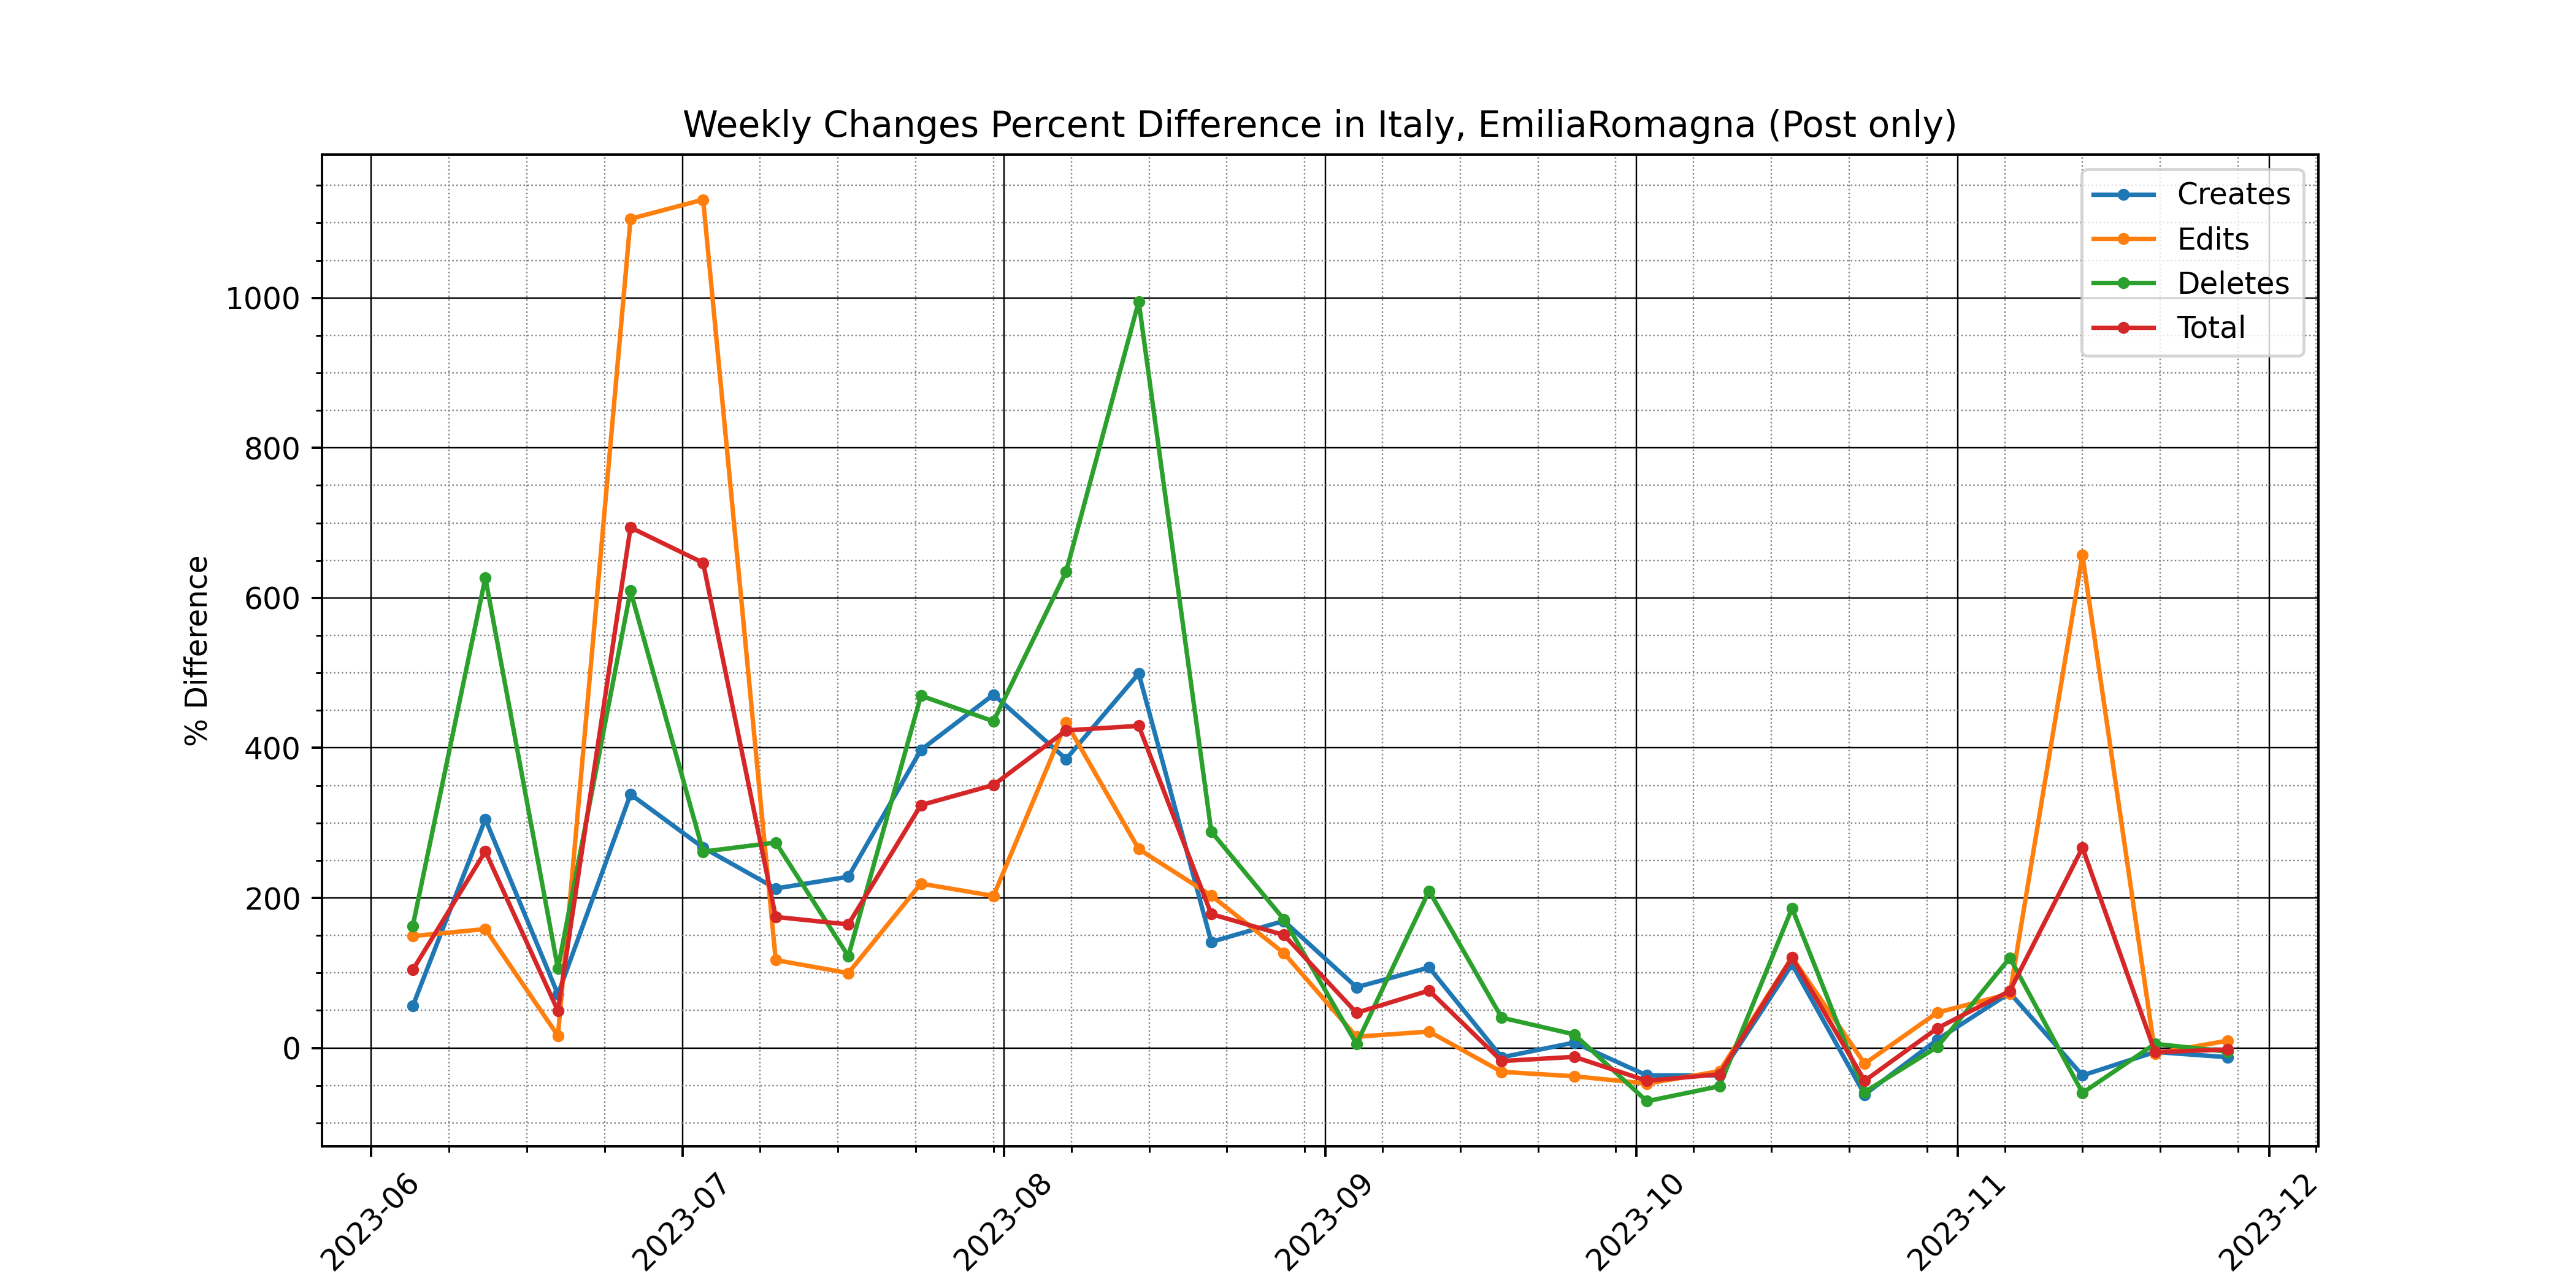 Weekly Changes Percent Difference in Italy, EmiliaRomagna (Post only)
Creates
Edits
Deletes
Total
% Difference
1000
800
600
400
200
0
2023-06
2023-07
2023-08
2023-09
2023-10
2023-11
2023-12